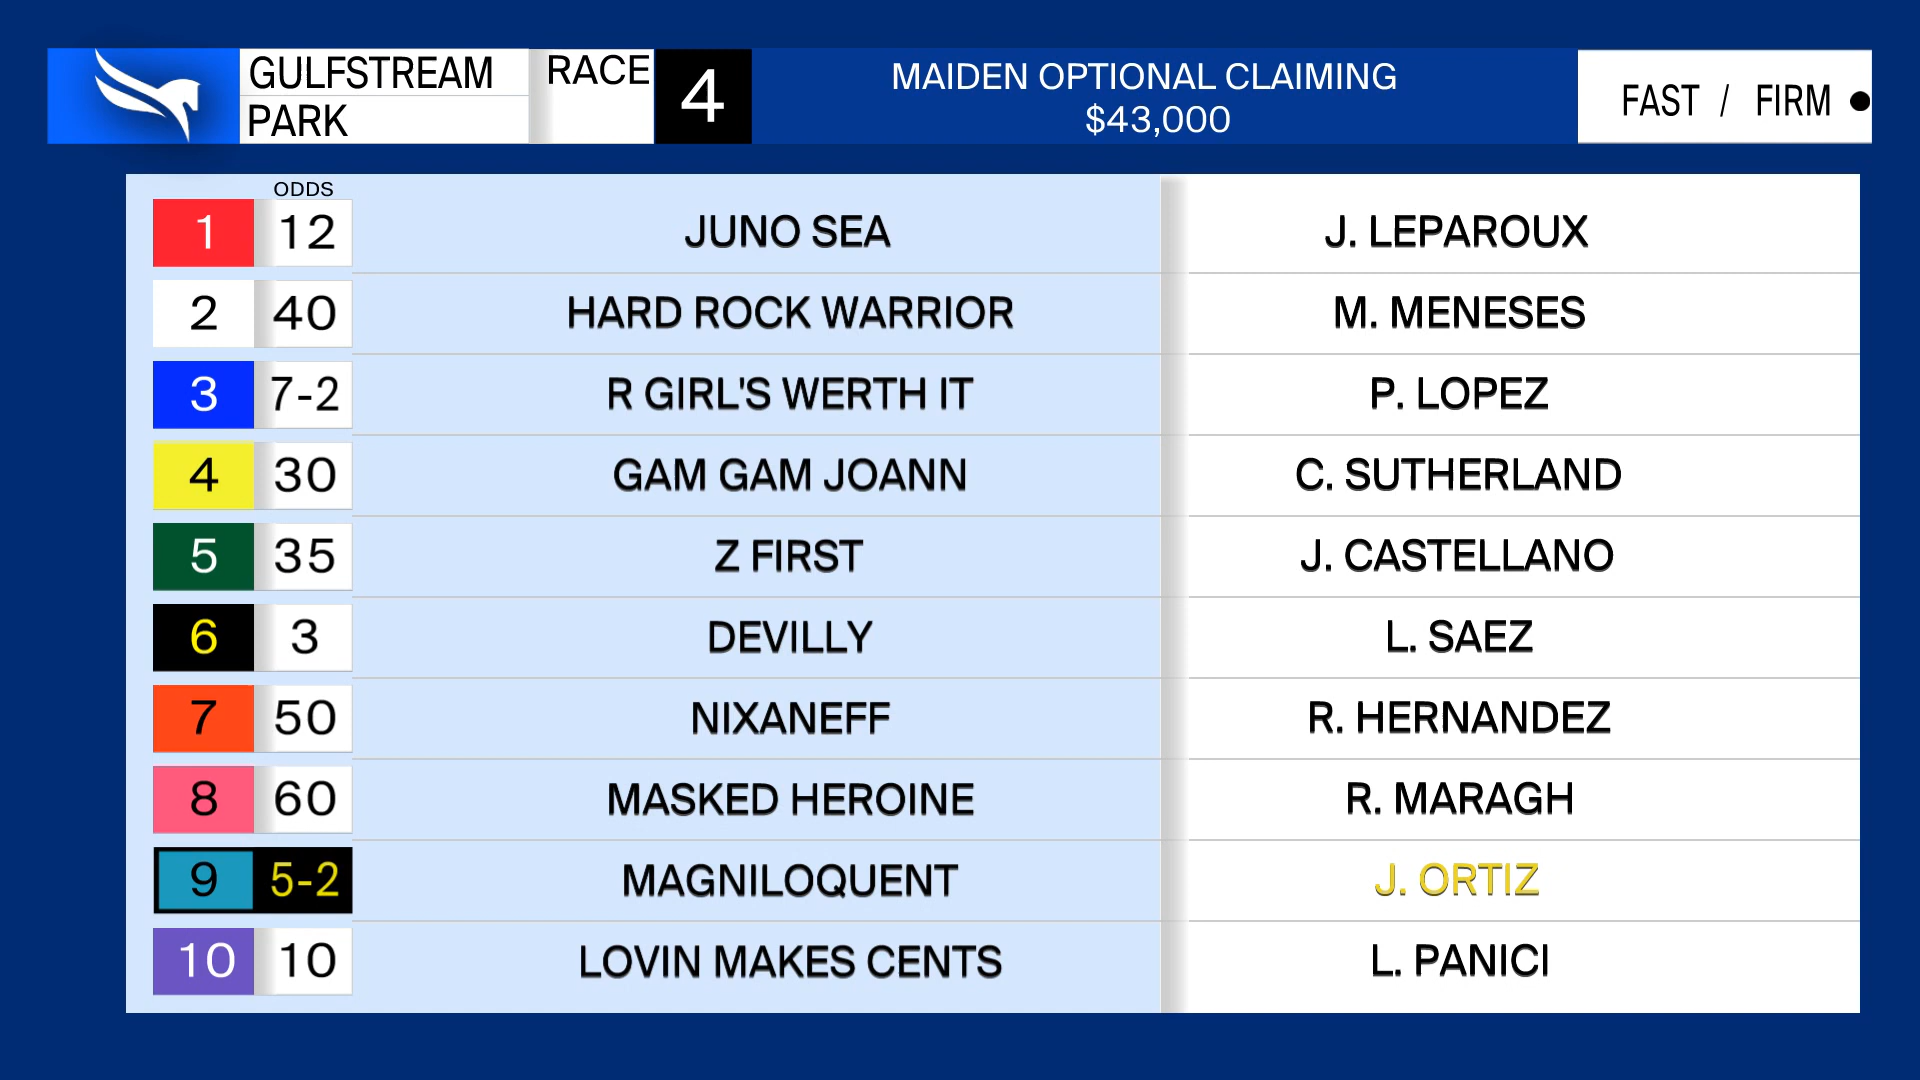 GULFSTREAM PARK
RACE 4
MAIDEN OPTIONAL CLAIMING
$43,000
FAST / FIRM
ODDS
1 12 JUNO SEA J. LEPAROUX
2 40 HARD ROCK WARRIOR M. MENESES
3 7-2 R GIRL'S WERTH IT P. LOPEZ
4 30 GAM GAM JOANN C. SUTHERLAND
5 35 Z FIRST J. CASTELLANO
6 3 DEVILLY L. SAEZ
7 50 NIXANEFF R. HERNANDEZ
8 60 MASKED HEROINE R. MARAGH
9 5-2 MAGNILOQUENT J. ORTIZ
10 10 LOVIN MAKES CENTS L. PANICI